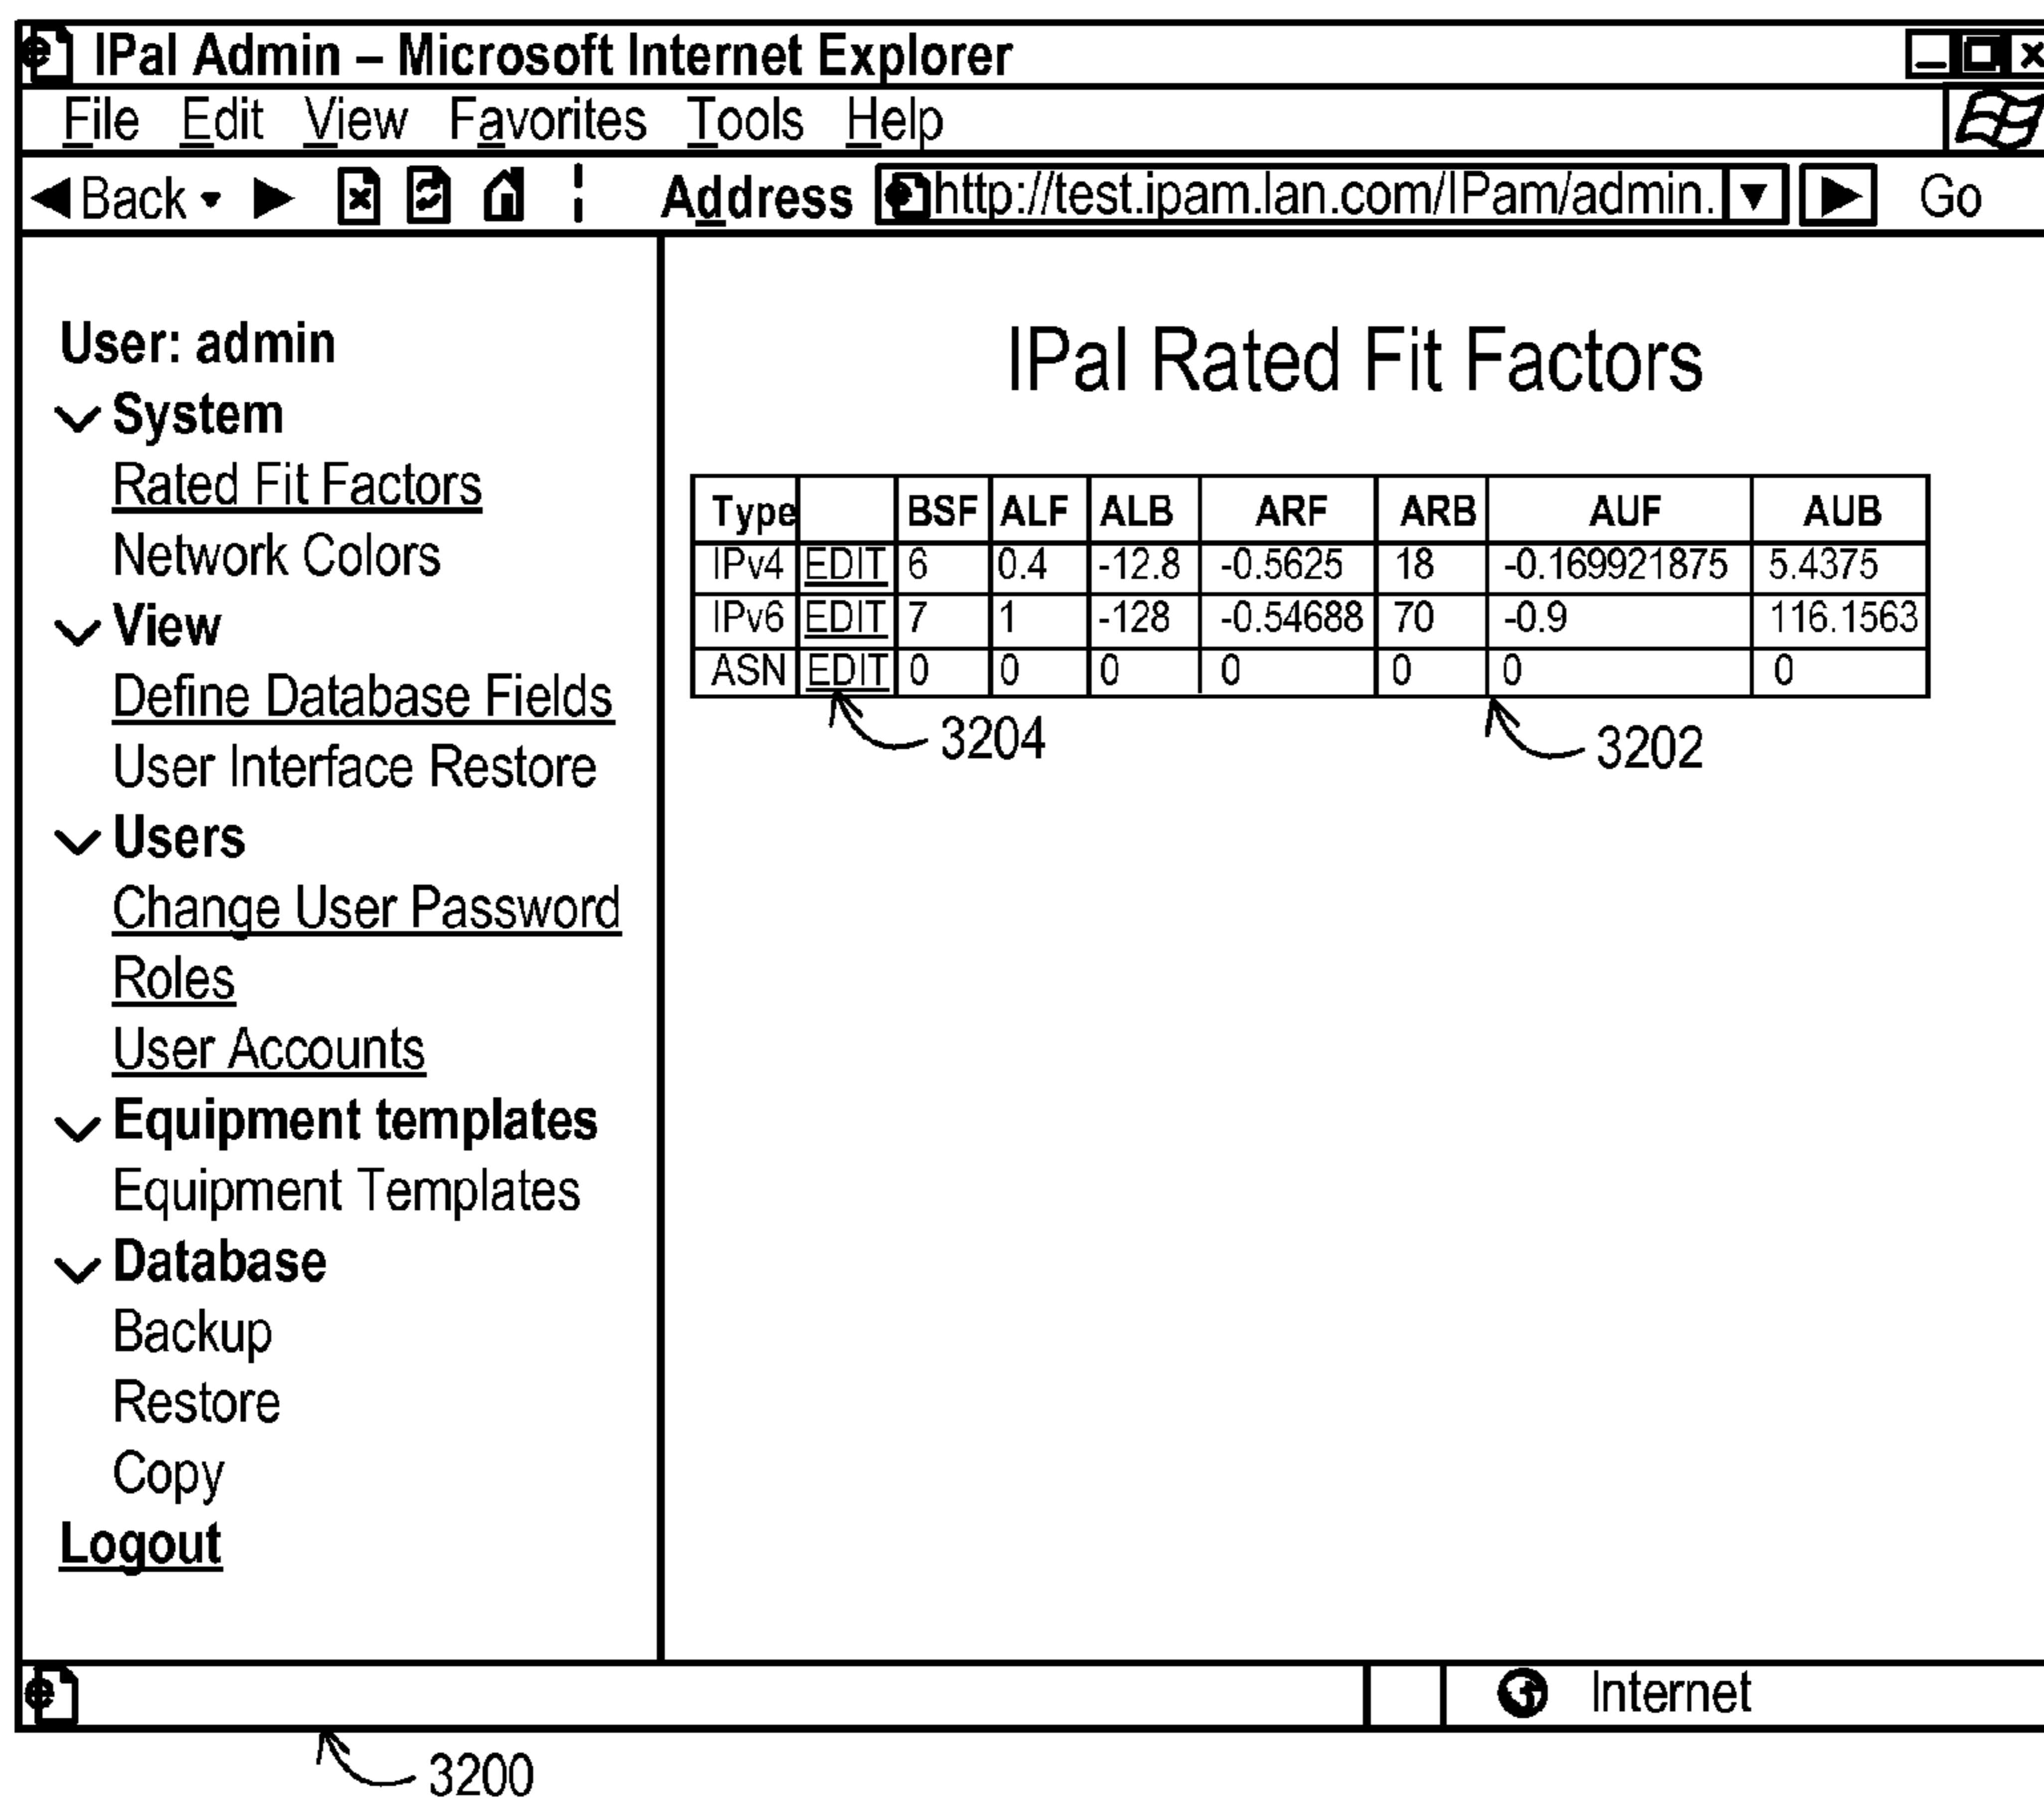 IPal Admin – Microsoft Internet Explorer
File Edit View Favorites Tools Help
Back Address http://test.ipam.lan.com/IPam/admin. Go
User: admin
System
Rated Fit Factors
Network Colors
View
Define Database Fields
User Interface Restore
Users
Change User Password
Roles
User Accounts
Equipment templates
Equipment Templates
Database
Backup
Restore
Copy
Logout
IPal Rated Fit Factors
Type BSF ALF ALB ARF ARB AUF AUB
IPv4 EDIT 6 0.4 -12.8 -0.5625 18 -0.169921875 5.4375
IPv6 EDIT 7 1 -128 -0.54688 70 -0.9 116.1563
ASN EDIT 0 0 0 0 0 0 0
3204
3202
Internet
3200